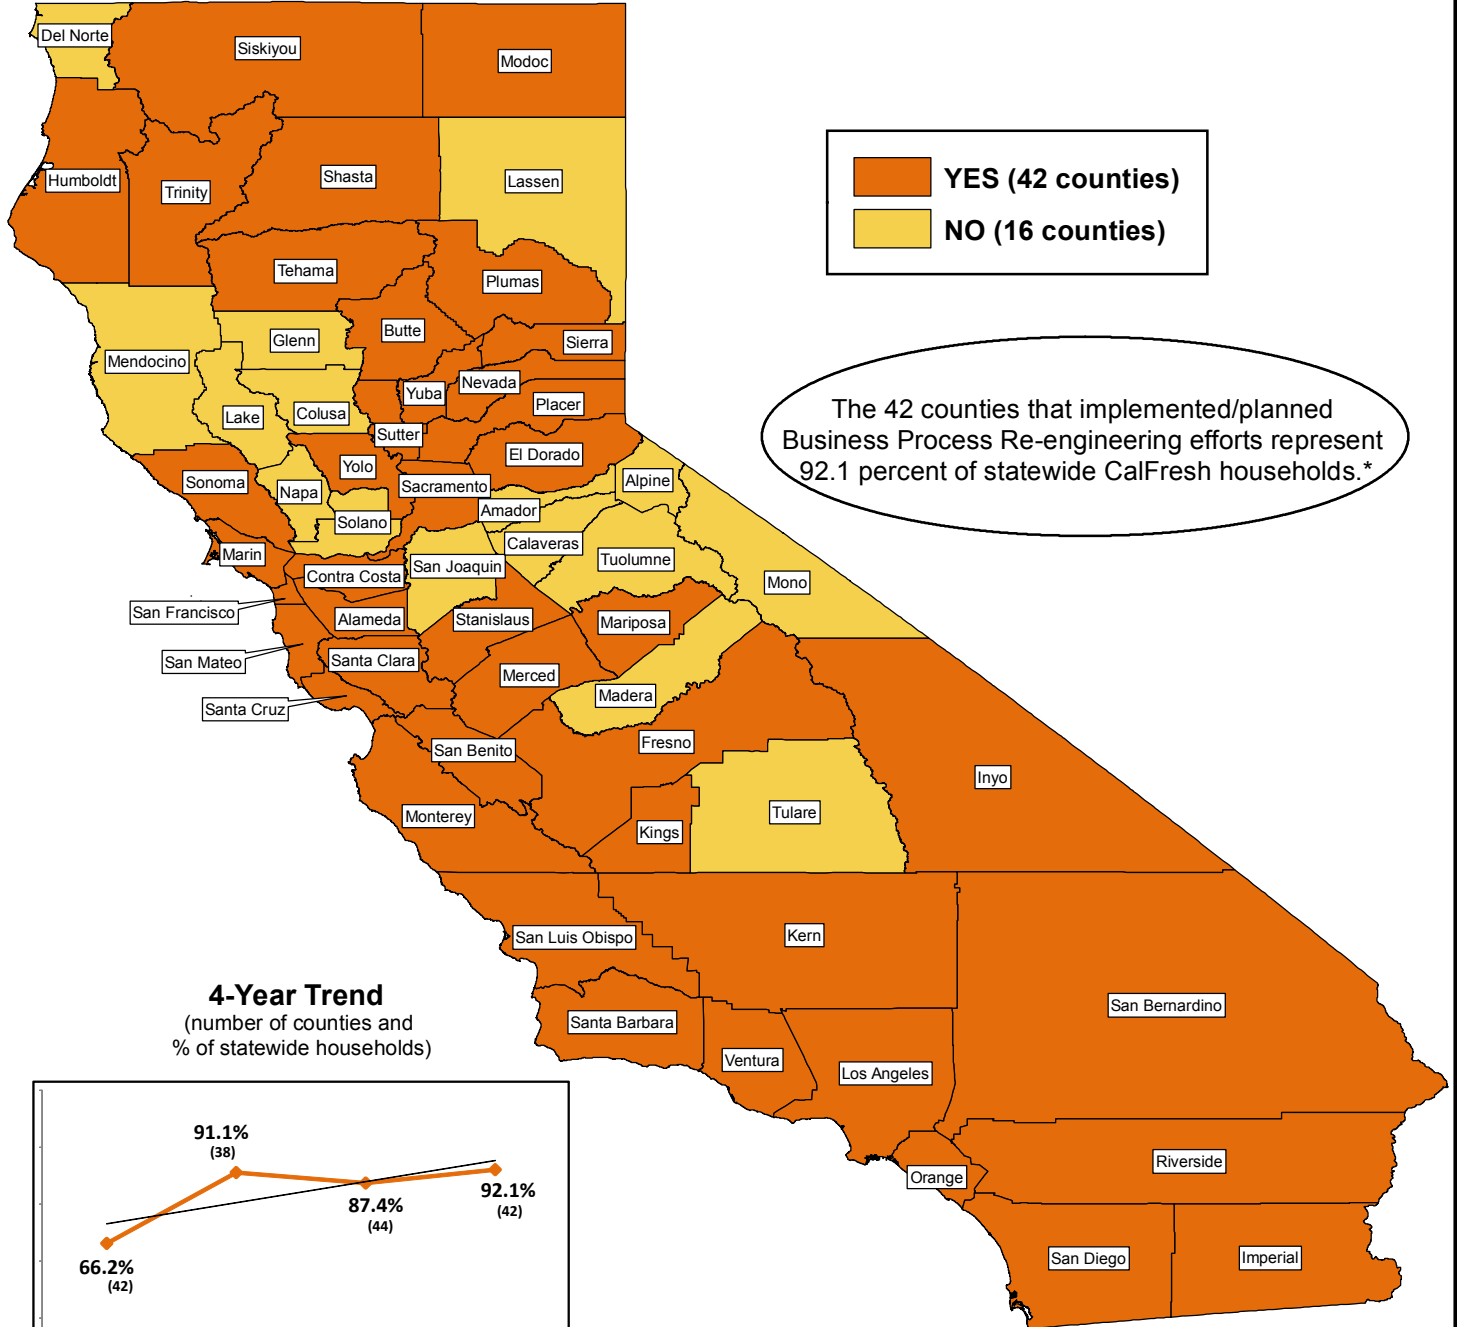 Del Norte
Siskiyou
Modoc
Humboldt
Trinity
Shasta
Lassen
YES (42 counties)
NO (16 counties)
Tehama
Plumas
Mendocino
Glenn
Butte
Sierra
Lake
Colusa
Yuba
Nevada
Placer
Sutter
The 42 counties that implemented/planned
Business Process Re-engineering efforts represent
92.1 percent of statewide CalFresh households.*
Sonoma
Napa
Yolo
Sacramento
El Dorado
Alpine
Solano
Amador
Marin
Contra Costa
San Joaquin
Calaveras
Tuolumne
Mono
San Francisco
Alameda
Stanislaus
Mariposa
San Mateo
Santa Clara
Merced
Madera
Santa Cruz
San Benito
Fresno
Inyo
Monterey
Kings
Tulare
San Luis Obispo
Kern
San Bernardino
Santa Barbara
Ventura
Los Angeles
Orange
Riverside
San Diego
Imperial
4-Year Trend
(number of counties and
% of statewide households)
66.2%
(42)
91.1%
(38)
87.4%
(44)
92.1%
(42)